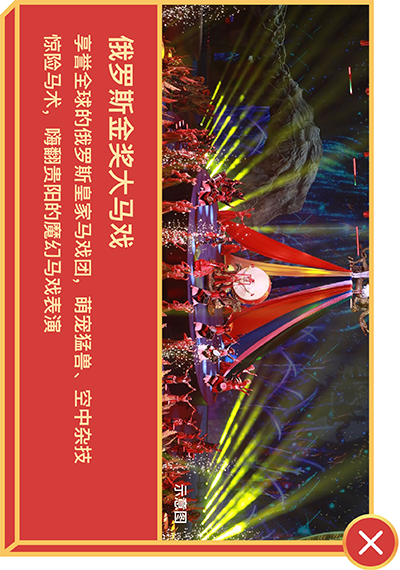 俄罗斯金奖大马戏
享誉全球的俄罗斯皇家马戏团，萌宠猛兽、空中杂技
惊险马术，嗨翻贵阳的魔幻马戏表演
示意图